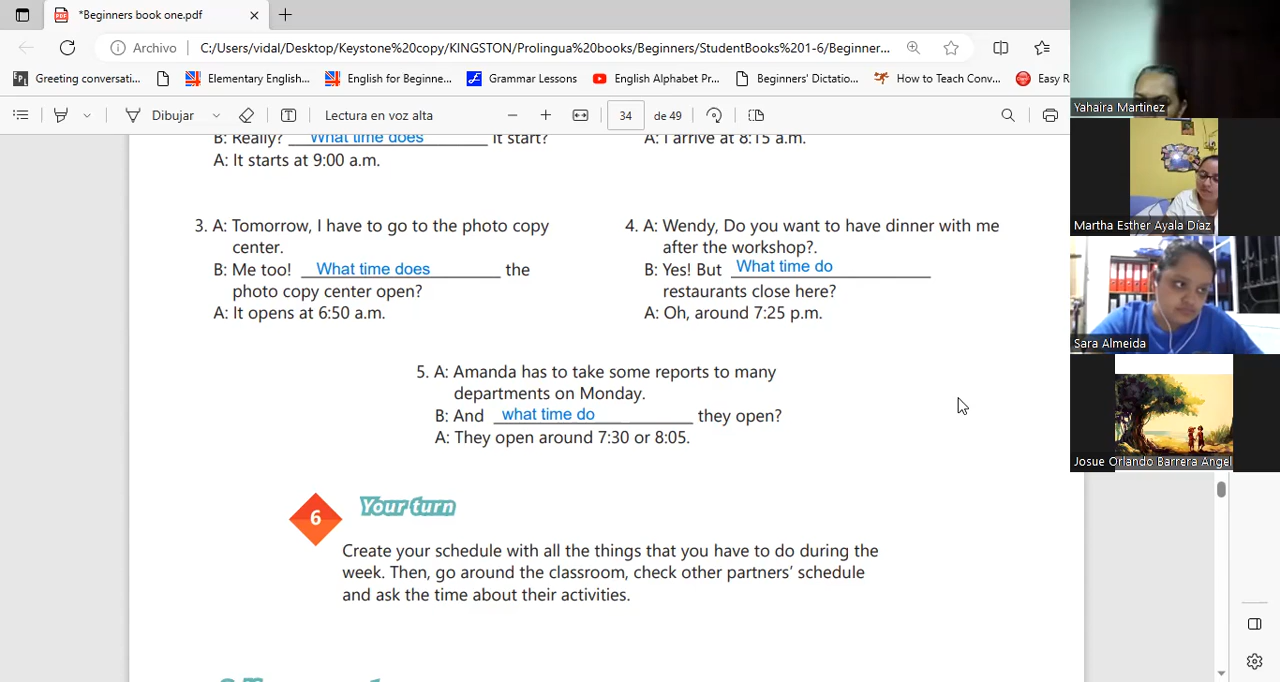 *Beginners book one.pdf
Archivo
C:/Users/vidal/Desktop/Keystone%20copy/KINGSTON/Prolingua%20books/Beginners/StudentBooks%201-6/Beginner...
Greeting conversati...
Elementary English...
English for Beginne...
Grammar Lessons
English Alphabet Pr...
Beginners' Dictatio...
How to Teach Conv...
Easy R
Dibujar
Lectura en voz alta
34
de 49
B: Really? What time does it start?
A: It starts at 9:00 a.m.
A: I arrive at 8:15 a.m.
3. A: Tomorrow, I have to go to the photo copy
center.
B: Me too! What time does the
photo copy center open?
A: It opens at 6:50 a.m.
4. A: Wendy, Do you want to have dinner with me
after the workshop?.
B: Yes! But What time do
restaurants close here?
A: Oh, around 7:25 p.m.
5. A: Amanda has to take some reports to many
departments on Monday.
B: And what time do they open?
A: They open around 7:30 or 8:05.
6
Your turn
Create your schedule with all the things that you have to do during the
week. Then, go around the classroom, check other partners' schedule
and ask the time about their activities.
Yahaira Martinez
Martha Esther Ayala Díaz
Sara Almeida
Josue Orlando Barrera Angel